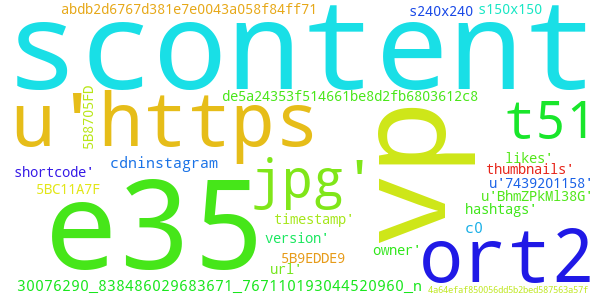 abdb2d6767d381e7e0043a058f84ff71
s240x240
s150x150
scontent
5B8705FD
u'https
de5a24353f514661be8d2fb6803612c8
vp
t51
likes'
cdninstagram
shortcode'
thumbnails'
jpg'
5BC11A7F
e35
u'7439201158'
u'BhmZPkMl38G'
hashtags'
timestamp'
c0
version'
owner'
ort2
5B9EDDE9
url'
30076290_838486029683671_767110193044520960_n
4a64efaf850056dd5b2bed587563a57f